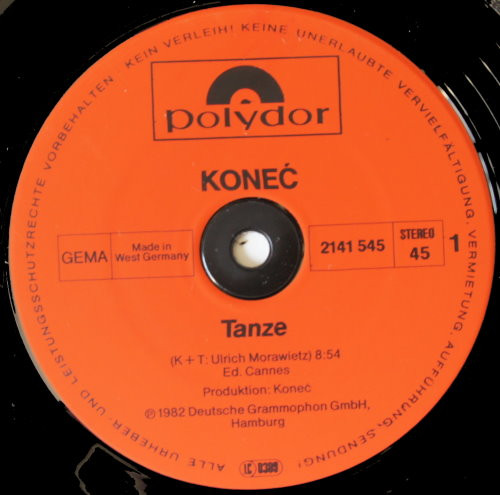 ALLE URHEBER- UND LEISTUNGSSCHUTZRECHTE VORBEHALTEN · KEIN VERLEIH! KEINE UNERLAUBTE VERVIELFÄLTIGUNG, VERMIETUNG, AUFFÜHRUNG, SENDUNG!
polydor
KONEĆ
GEMA
Made in
West Germany
2141 545
STEREO
45
1
Tanze
(K+T: Ulrich Morawietz) 8:54
Ed. Cannes
Produktion: Koneć
℗ 1982 Deutsche Grammophon GmbH,
Hamburg
LC 0309